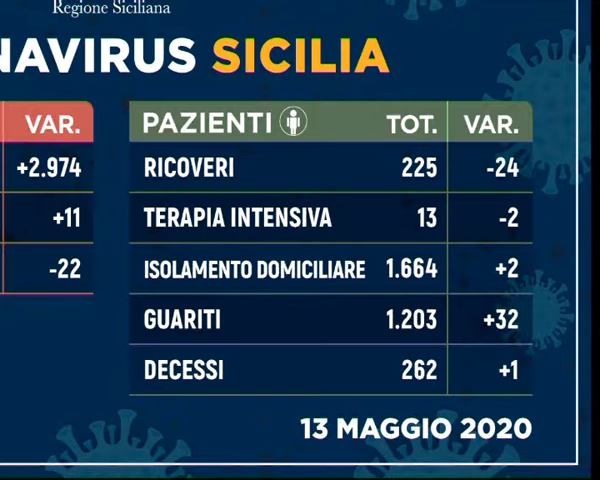 Regione Siciliana
NAVIRUS SICILIA
VAR.
+2.974
+11
-22
PAZIENTI TOT. VAR.
RICOVERI 225 -24
TERAPIA INTENSIVA 13 -2
ISOLAMENTO DOMICILIARE 1.664 +2
GUARITI 1.203 +32
DECESSI 262 +1
13 MAGGIO 2020